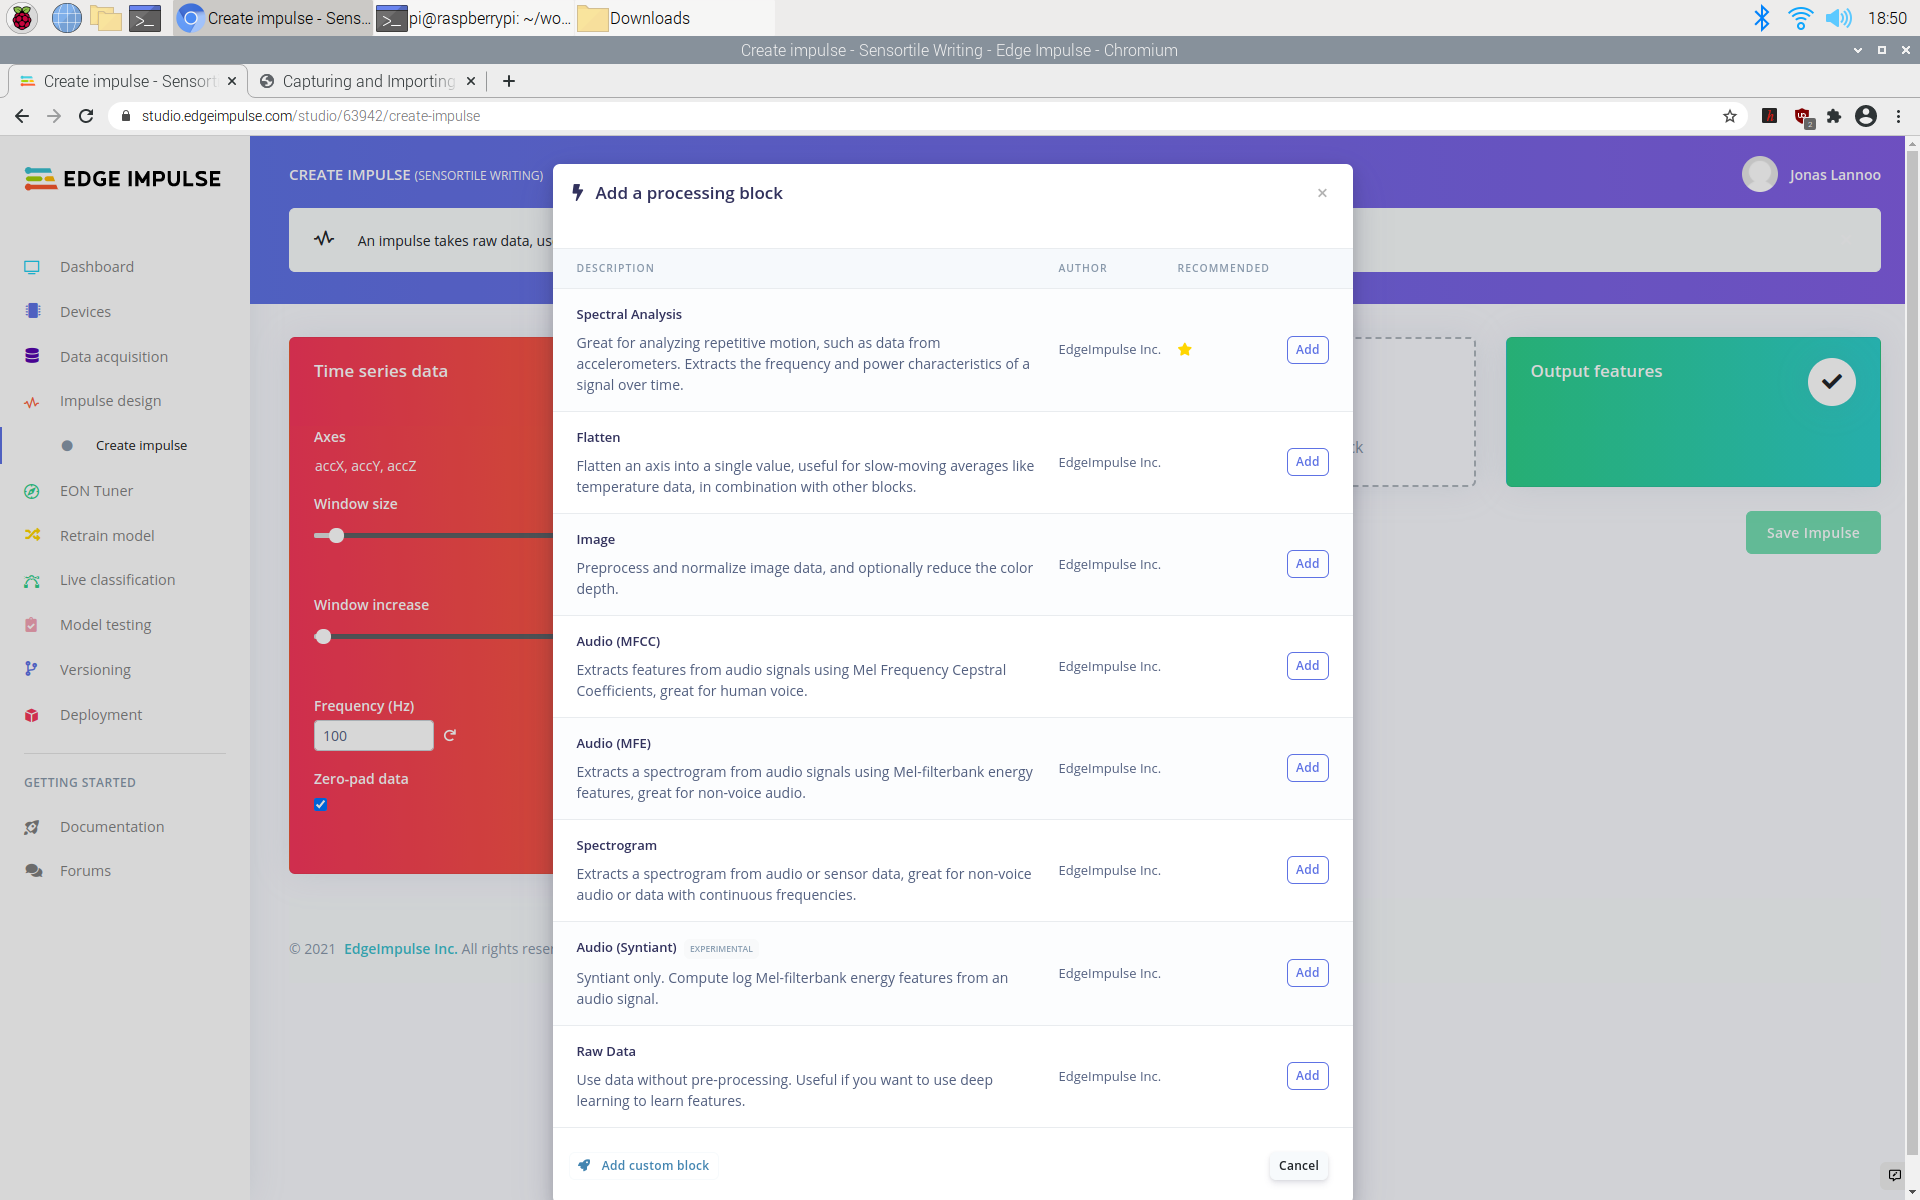 Create impulse - Sens...
pi@raspberrypi: ~/wo...
Downloads
18:50
Create impulse - Sensortile Writing - Edge Impulse - Chromium
Create impulse - Sensort
Capturing and Importing
studio.edgeimpulse.com/studio/63942/create-impulse
2
EDGE IMPULSE
Dashboard
Devices
Data acquisition
Impulse design
Create impulse
EON Tuner
Retrain model
Live classification
Model testing
Versioning
Deployment
GETTING STARTED
Documentation
Forums
CREATE IMPULSE (SENSORTILE WRITING)
Jonas Lannoo
An impulse takes raw data, us
Time series data
Axes
accX, accY, accZ
Window size
Window increase
Frequency (Hz)
100
Zero-pad data
Output features
ck
Save Impulse
© 2021 EdgeImpulse Inc. All rights reser
Add a processing block
×
DESCRIPTION AUTHOR RECOMMENDED
Spectral Analysis
Great for analyzing repetitive motion, such as data from
accelerometers. Extracts the frequency and power characteristics of a
signal over time.
EdgeImpulse Inc.
Add
Flatten
Flatten an axis into a single value, useful for slow-moving averages like
temperature data, in combination with other blocks.
EdgeImpulse Inc.
Add
Image
Preprocess and normalize image data, and optionally reduce the color
depth.
EdgeImpulse Inc.
Add
Audio (MFCC)
Extracts features from audio signals using Mel Frequency Cepstral
Coefficients, great for human voice.
EdgeImpulse Inc.
Add
Audio (MFE)
Extracts a spectrogram from audio signals using Mel-filterbank energy
features, great for non-voice audio.
EdgeImpulse Inc.
Add
Spectrogram
Extracts a spectrogram from audio or sensor data, great for non-voice
audio or data with continuous frequencies.
EdgeImpulse Inc.
Add
Audio (Syntiant) EXPERIMENTAL
Syntiant only. Compute log Mel-filterbank energy features from an
audio signal.
EdgeImpulse Inc.
Add
Raw Data
Use data without pre-processing. Useful if you want to use deep
learning to learn features.
EdgeImpulse Inc.
Add
Add custom block
Cancel